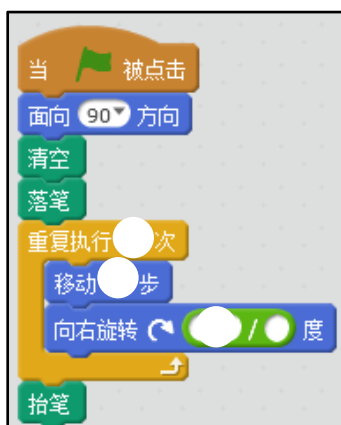 当 被点击
面向 90 方向
清空
落笔
重复执行 次
移动 步
向右旋转 / 度
抬笔